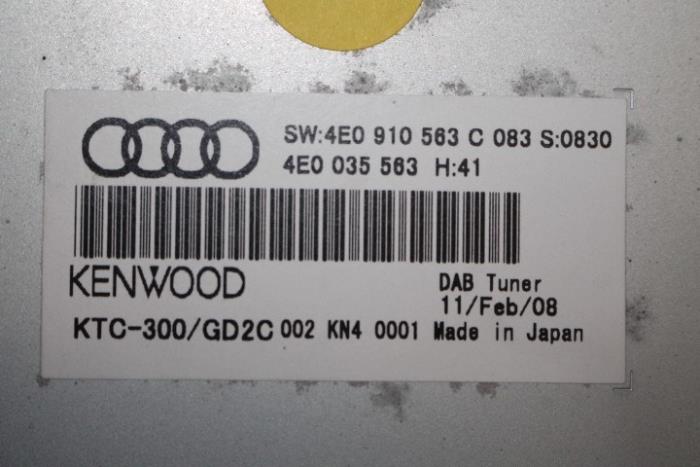 SW:4E0 910 563 C 083 S:0830
4E0 035 563 H:41
KENWOOD
DAB Tuner
11/Feb/08
KTC-300/GD2C 002 KN4 0001 Made in Japan